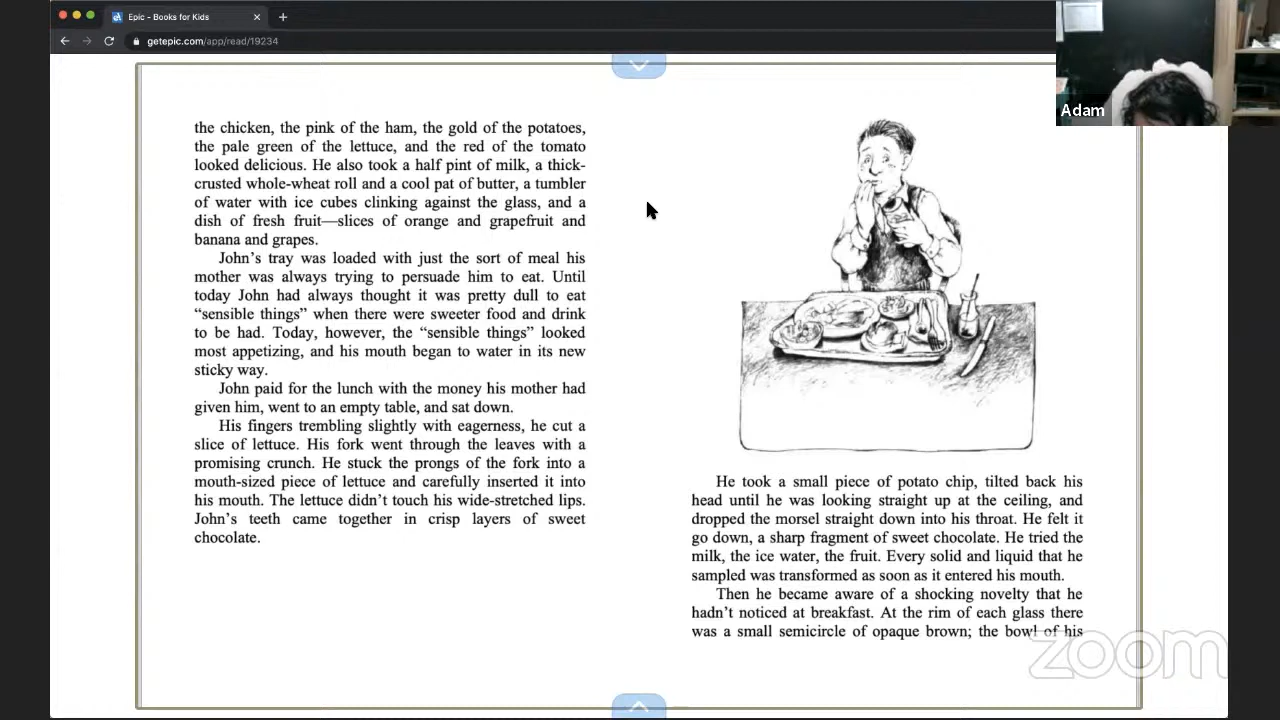 Epic - Books for Kids
getepic.com/app/read/19234
Adam
the chicken, the pink of the ham, the gold of the potatoes,
the pale green of the lettuce, and the red of the tomato
looked delicious. He also took a half pint of milk, a thick-
crusted whole-wheat roll and a cool pat of butter, a tumbler
of water with ice cubes clinking against the glass, and a
dish of fresh fruit—slices of orange and grapefruit and
banana and grapes.
John's tray was loaded with just the sort of meal his
mother was always trying to persuade him to eat. Until
today John had always thought it was pretty dull to eat
“sensible things” when there were sweeter food and drink
to be had. Today, however, the “sensible things” looked
most appetizing, and his mouth began to water in its new
sticky way.
John paid for the lunch with the money his mother had
given him, went to an empty table, and sat down.
His fingers trembling slightly with eagerness, he cut a
slice of lettuce. His fork went through the leaves with a
promising crunch. He stuck the prongs of the fork into a
mouth-sized piece of lettuce and carefully inserted it into
his mouth. The lettuce didn't touch his wide-stretched lips.
John's teeth came together in crisp layers of sweet
chocolate.
He took a small piece of potato chip, tilted back his
head until he was looking straight up at the ceiling, and
dropped the morsel straight down into his throat. He felt it
go down, a sharp fragment of sweet chocolate. He tried the
milk, the ice water, the fruit. Every solid and liquid that he
sampled was transformed as soon as it entered his mouth.
Then he became aware of a shocking novelty that he
hadn't noticed at breakfast. At the rim of each glass there
was a small semicircle of opaque brown; the bowl of his
zoom